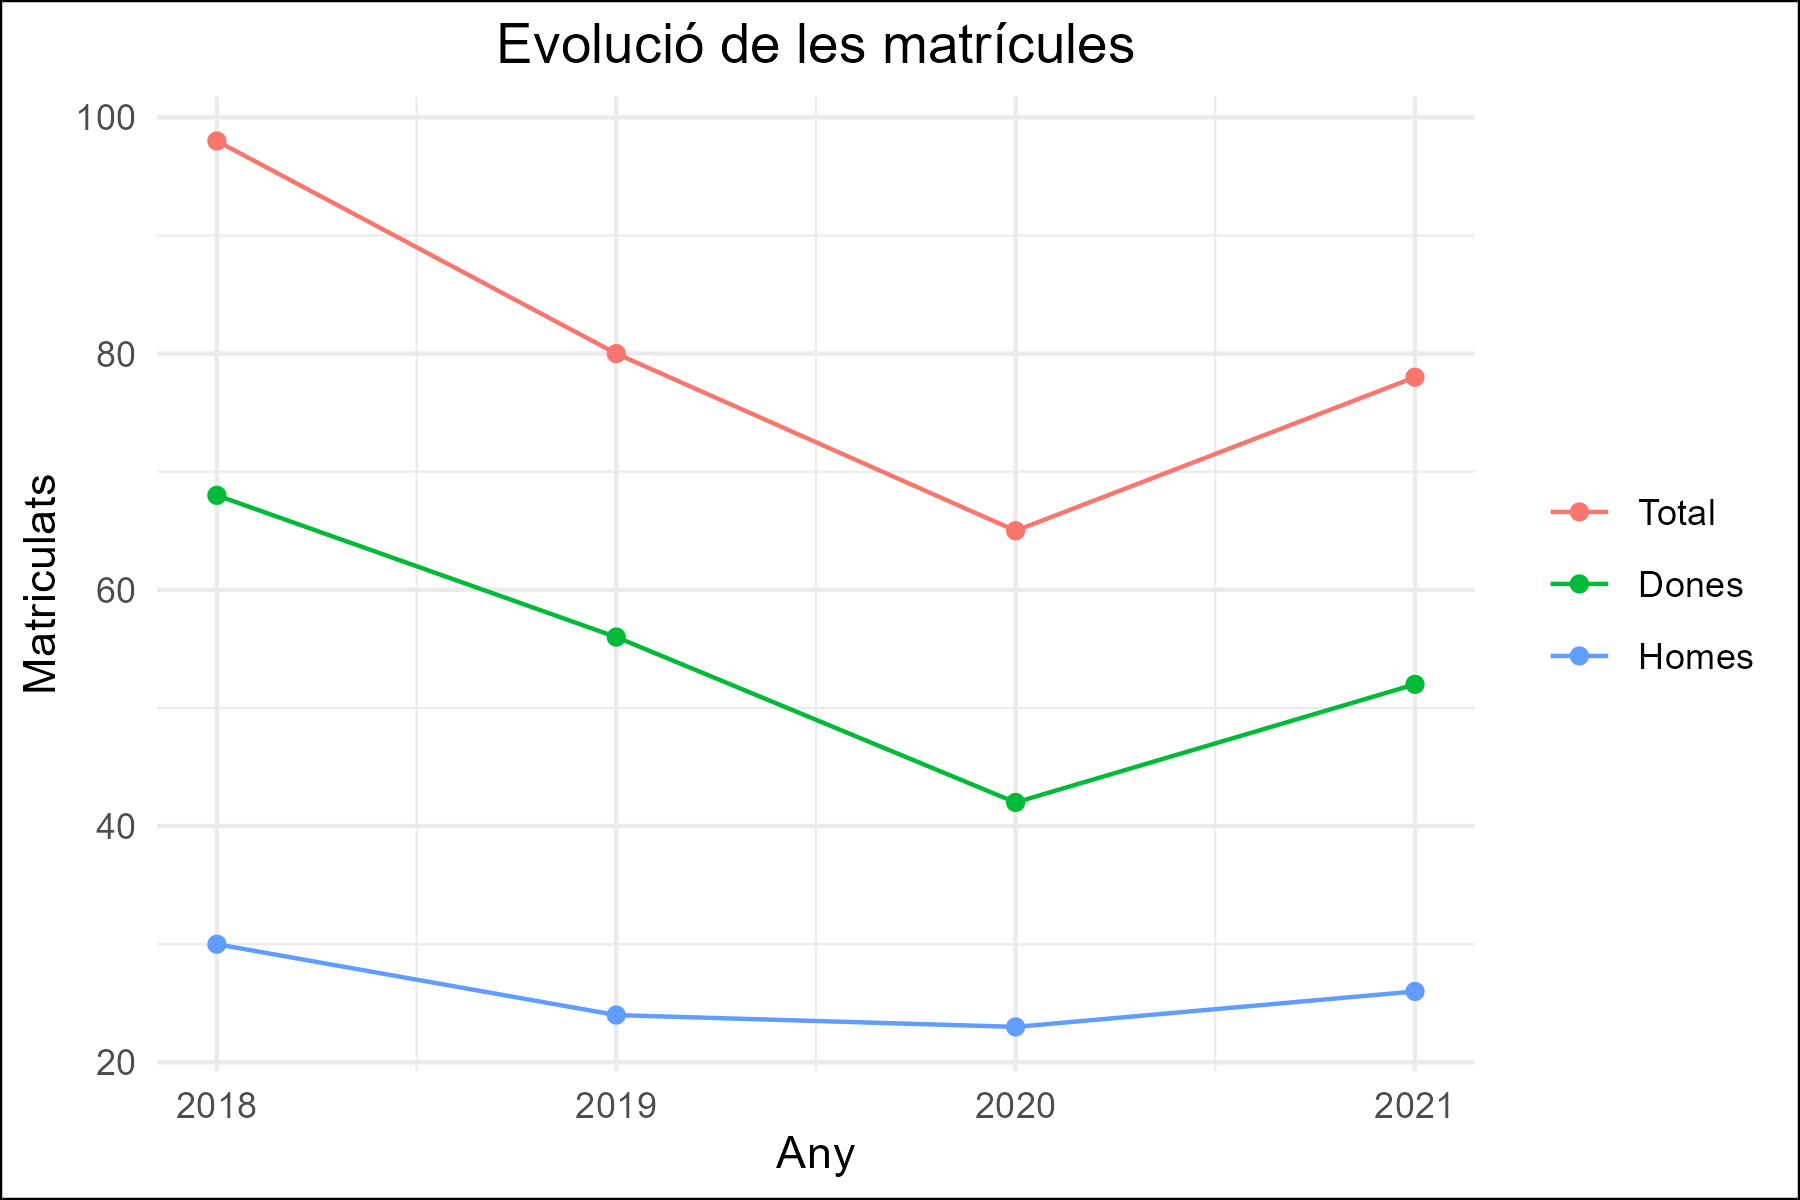 Evolució de les matrícules
100
80
60
40
20
Matriculats
2018 2019 2020 2021
Any
Total
Dones
Homes